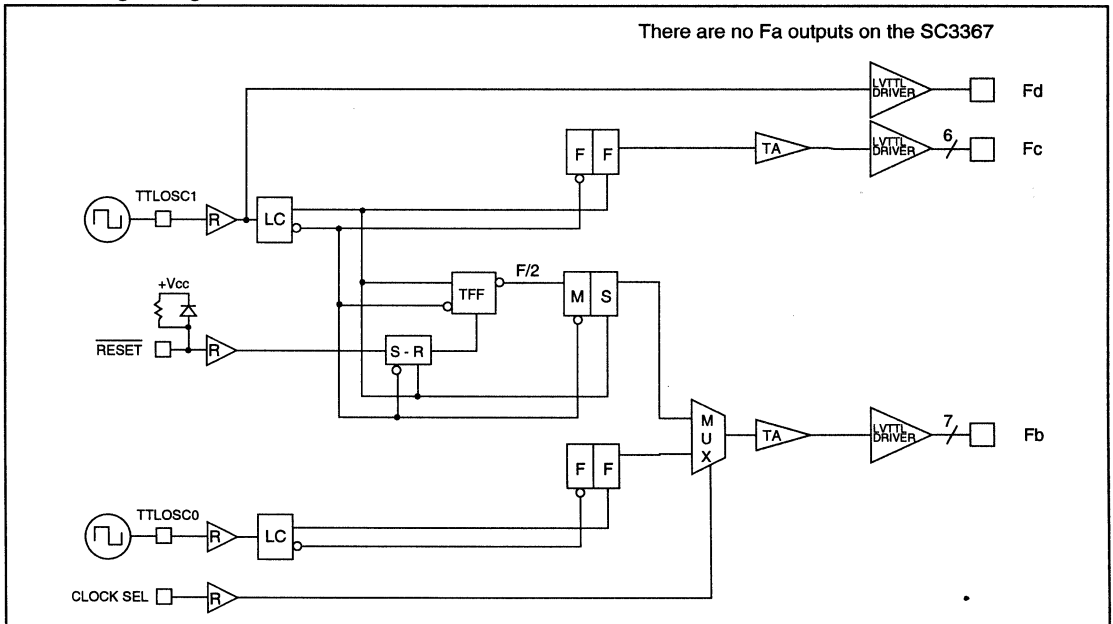 There are no Fa outputs on the SC3367
LVTTL
DRIVER
Fd
F F
TA
LVTTL
DRIVER
6
Fc
TTLOSC1
R
LC
+Vcc
TFF
F/2
M S
RESET
R
S - R
MUX
TA
LVTTL
DRIVER
7
Fb
F F
TTLOSC0
R
LC
CLOCK SEL
R